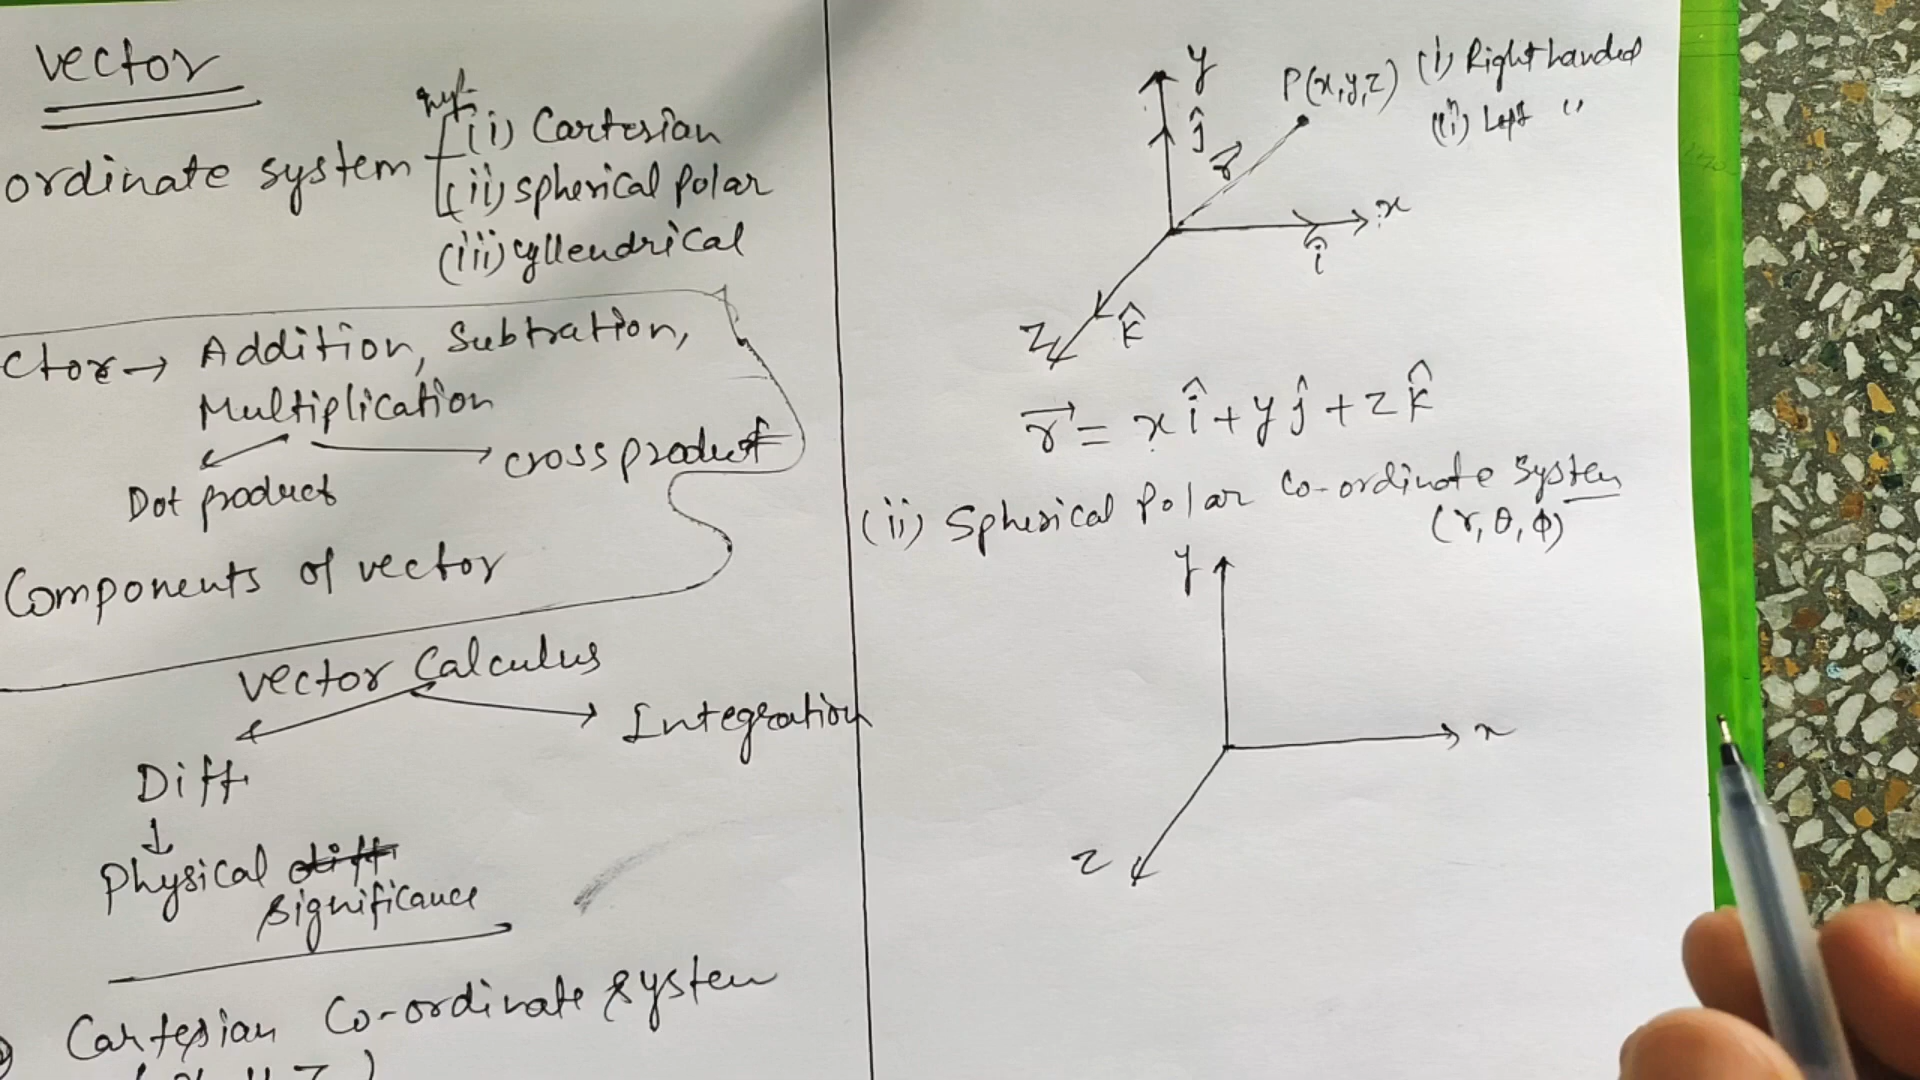 vector
ordinate system
(i) Cartesian
(ii) spherical polar
(iii) cyllendrical
ctor → Addition, Subtration,
Multiplication
Dot product
cross product
Components of vector
Vector Calculus
Diff.
Integration
Physical diff.
significance
Cartesian Co-ordinate system
y
P(x,y,z)
(i) Right handed
(ii) Left "
ĵ
r⃗
x
î
z
k̂
r⃗ = x î + y ĵ + z k̂
(ii) Spherical Polar Co-ordinate System
(r, θ, φ)
y
x
z